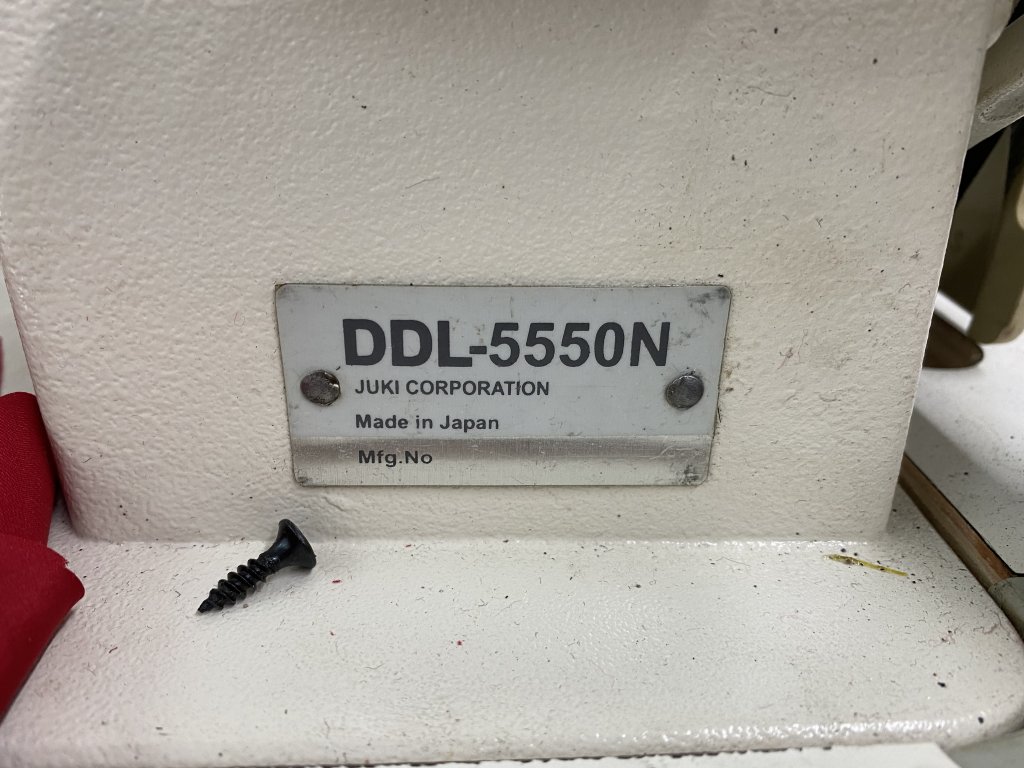 DDL-5550N
JUKI CORPORATION
Made in Japan
Mfg.No